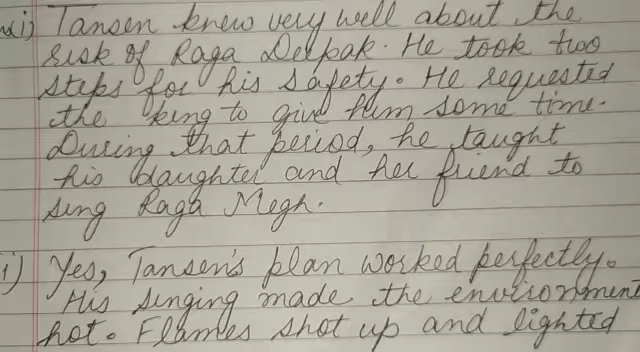 xi) Tansen knew very well about the
risk of Raga Deepak. He took two
steps for his safety. He requested
the king to give him some time.
During that period, he taught
his daughter and her friend to
sing Raga Megh.
i) Yes, Tansen's plan worked perfectly.
His singing made the environment
hot. Flames shot up and lighted